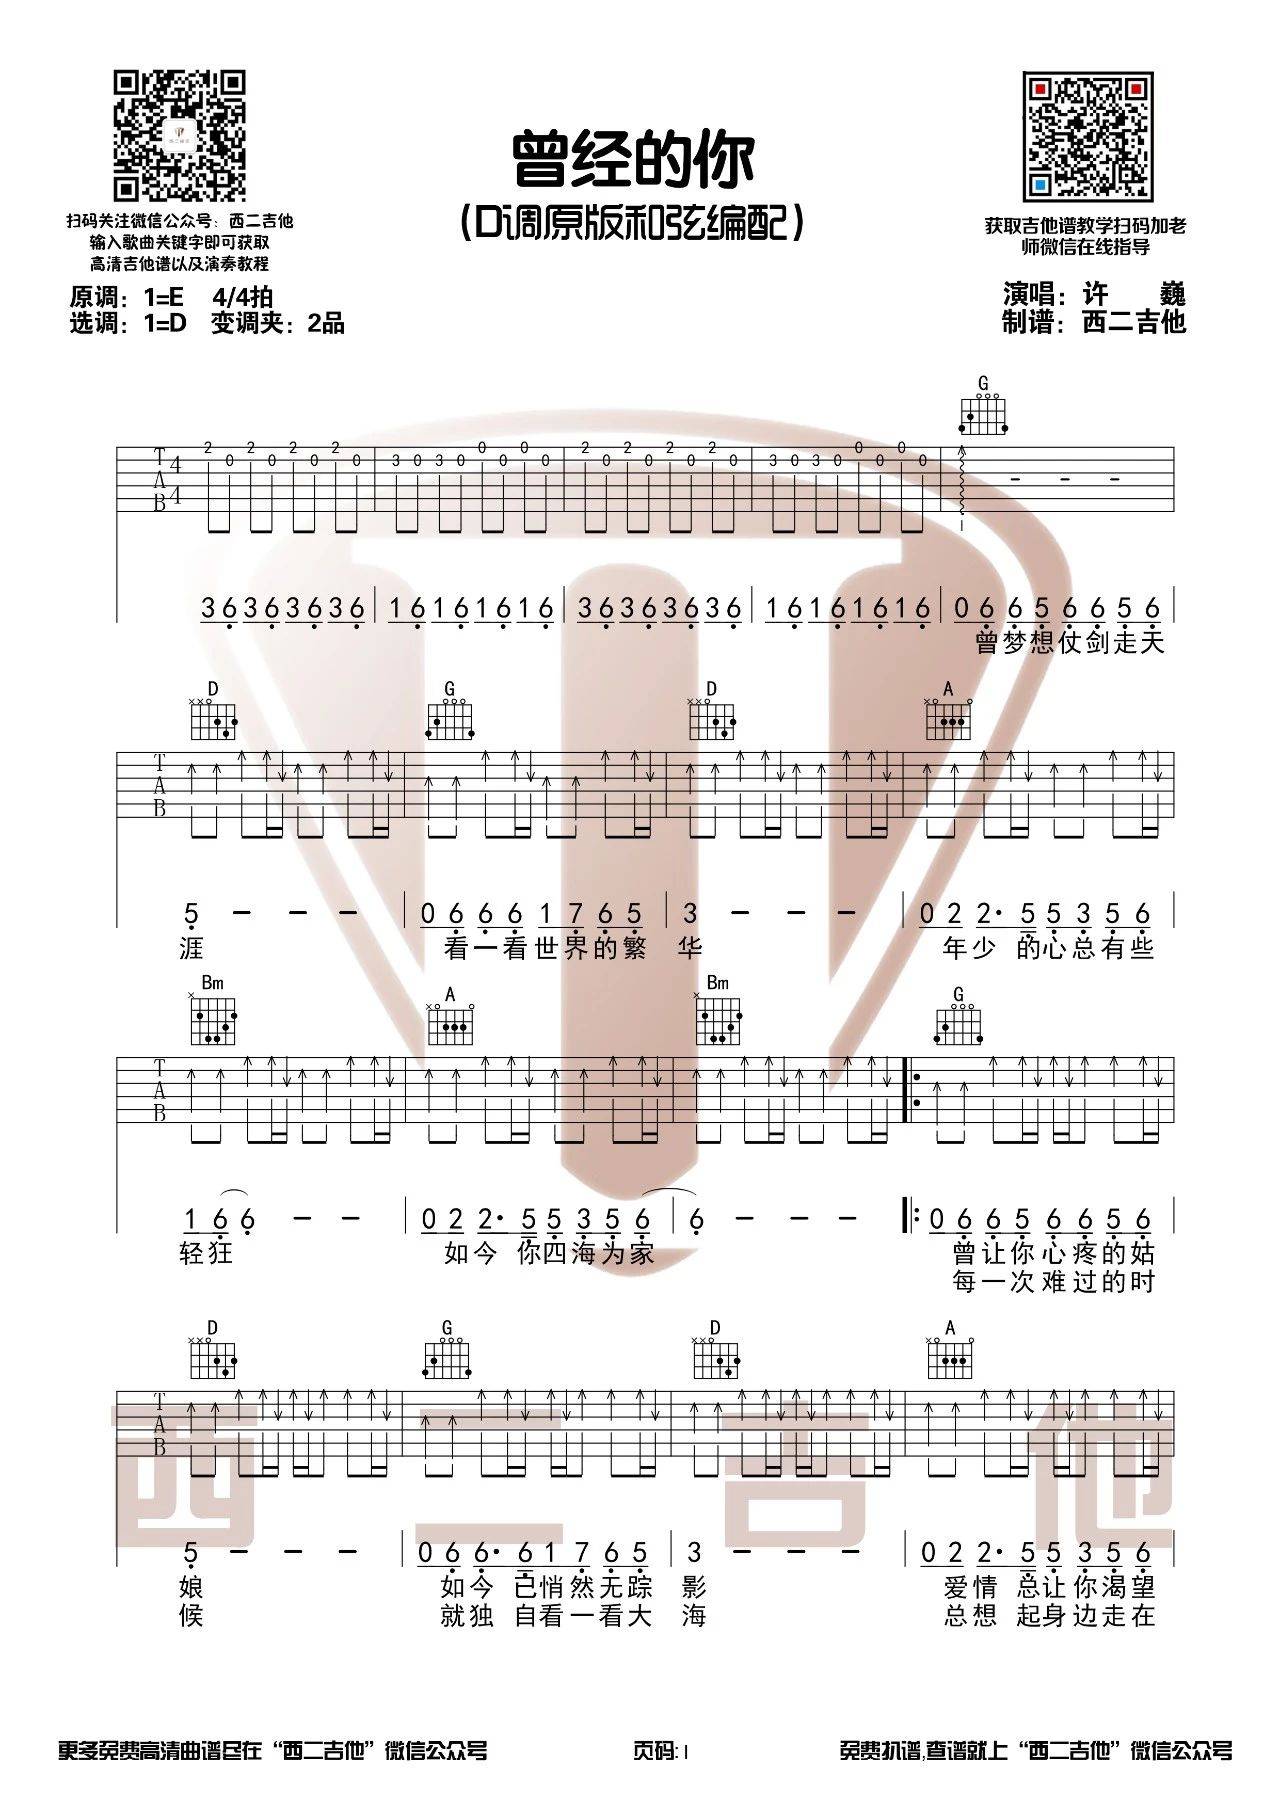 曾经的你
(D调原版和弦编配)
扫码关注微信公众号：西二吉他
输入歌曲关键字即可获取
高清吉他谱以及演奏教程
获取吉他谱教学扫码加老
师微信在线指导
原调：1=E 4/4拍
选调：1=D 变调夹：2品
演唱：许 巍
制谱：西二吉他
G
T A B 4 4 2 0 2 0 2 0 2 0 3 0 3 0 0 0 0 0 2 0 2 0 2 0 2 0 3 0 3 0 0 0 0 0 - - -
3 6 3 6 3 6 3 6 1 6 1 6 1 6 1 6 3 6 3 6 3 6 3 6 1 6 1 6 1 6 1 6 0 6 6 5 6 6 5 6
曾梦想仗剑走天
D G D A
T A B
5 - - - 0 6 6 6 1 7 6 5 3 - - - 0 2 2· 5 5 3 5 6
涯 看一看世界的繁 华 年少 的心总有些
Bm A Bm G
T A B
1 6 6 - - 0 2 2· 5 5 3 5 6 6 - - - 0 6 6 5 6 6 5 6
轻狂 如今 你四海为家 曾让你心疼的姑
每一次难过的时
D G D A
T A B
5 - - - 0 6 6· 6 1 7 6 5 3 - - - 0 2 2· 5 5 3 5 6
娘 如今 已悄然无踪 影 爱情 总让你渴望
候 就独 自看一看大 海 总想 起身边走在
西二吉他
更多免费高清曲谱尽在“西二吉他”微信公众号 页码:1 免费扒谱,查谱就上“西二吉他”微信公众号